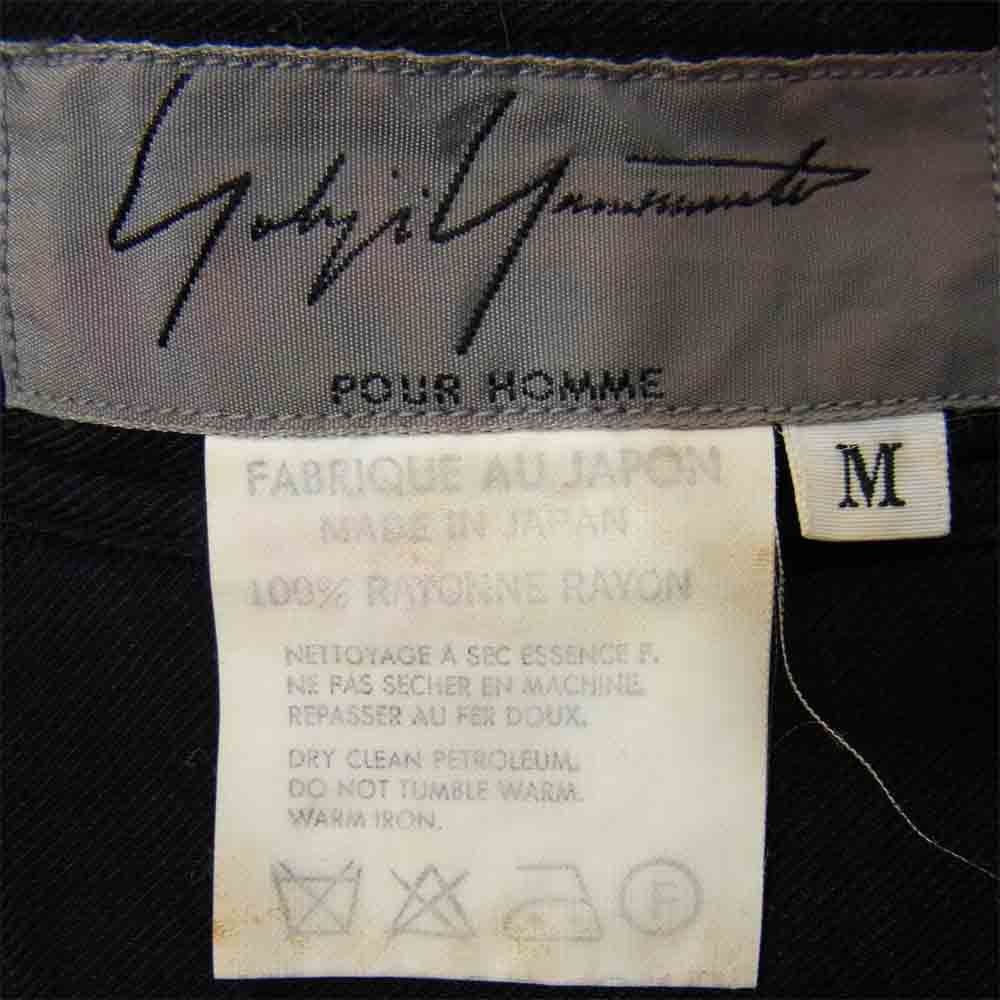 Yohji Yamamoto
POUR HOMME
M
FABRIQUE AU JAPON
MADE IN JAPAN
100% RAYONNE RAYON
NETTOYAGE À SEC ESSENCE F.
NE PAS SECHER EN MACHINE.
REPASSER AU FER DOUX.
DRY CLEAN PETROLEUM.
DO NOT TUMBLE WARM.
WARM IRON.
F